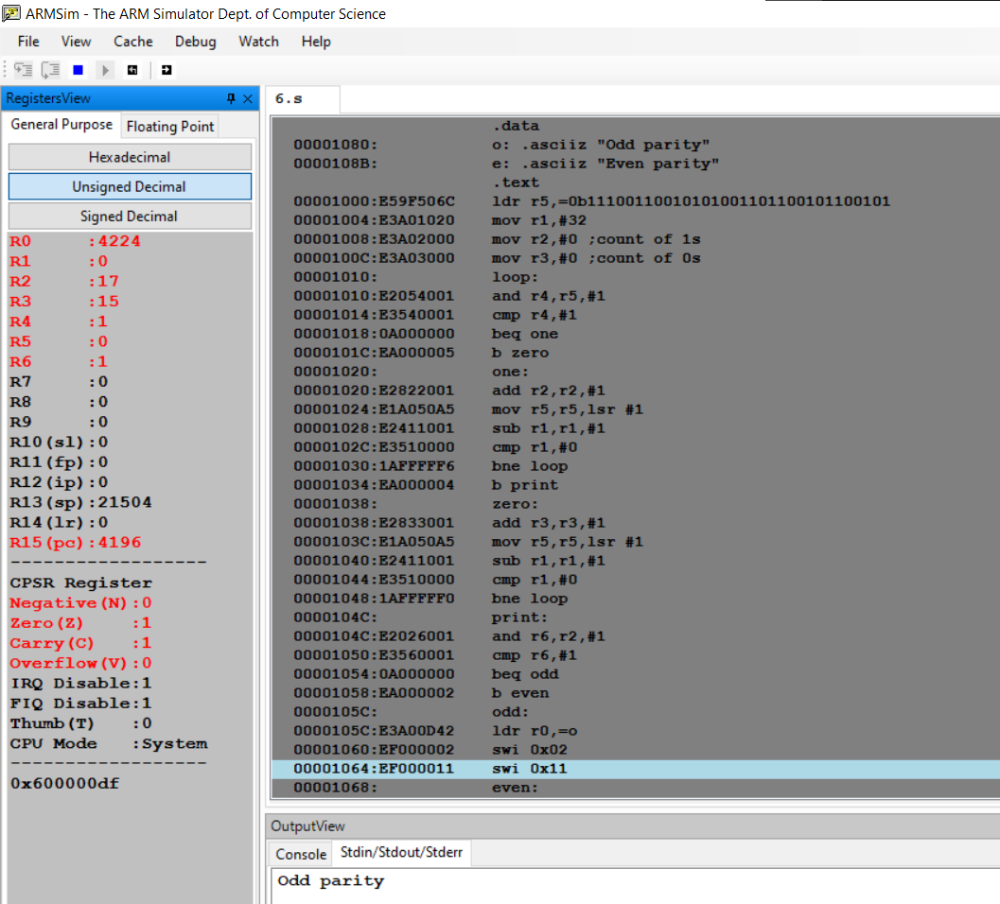 ARMSim - The ARM Simulator Dept. of Computer Science
File View Cache Debug Watch Help
RegistersView
General Purpose Floating Point
Hexadecimal
Unsigned Decimal
Signed Decimal
R0 :4224
R1 :0
R2 :17
R3 :15
R4 :1
R5 :0
R6 :1
R7 :0
R8 :0
R9 :0
R10(sl):0
R11(fp):0
R12(ip):0
R13(sp):21504
R14(lr):0
R15(pc):4196
------------------
CPSR Register
Negative(N):0
Zero(Z) :1
Carry(C) :1
Overflow(V):0
IRQ Disable:1
FIQ Disable:1
Thumb(T) :0
CPU Mode :System
------------------
0x600000df
6.s
.data
00001080: o: .asciiz "Odd parity"
0000108B: e: .asciiz "Even parity"
.text
00001000:E59F506C ldr r5,=0b11100110010101001101100101100101
00001004:E3A01020 mov r1,#32
00001008:E3A02000 mov r2,#0 ;count of 1s
0000100C:E3A03000 mov r3,#0 ;count of 0s
00001010: loop:
00001010:E2054001 and r4,r5,#1
00001014:E3540001 cmp r4,#1
00001018:0A000000 beq one
0000101C:EA000005 b zero
00001020: one:
00001020:E2822001 add r2,r2,#1
00001024:E1A050A5 mov r5,r5,lsr #1
00001028:E2411001 sub r1,r1,#1
0000102C:E3510000 cmp r1,#0
00001030:1AFFFFF6 bne loop
00001034:EA000004 b print
00001038: zero:
00001038:E2833001 add r3,r3,#1
0000103C:E1A050A5 mov r5,r5,lsr #1
00001040:E2411001 sub r1,r1,#1
00001044:E3510000 cmp r1,#0
00001048:1AFFFFF0 bne loop
0000104C: print:
0000104C:E2026001 and r6,r2,#1
00001050:E3560001 cmp r6,#1
00001054:0A000000 beq odd
00001058:EA000002 b even
0000105C: odd:
0000105C:E3A00D42 ldr r0,=o
00001060:EF000002 swi 0x02
00001064:EF000011 swi 0x11
00001068: even:
OutputView
Console Stdin/Stdout/Stderr
Odd parity